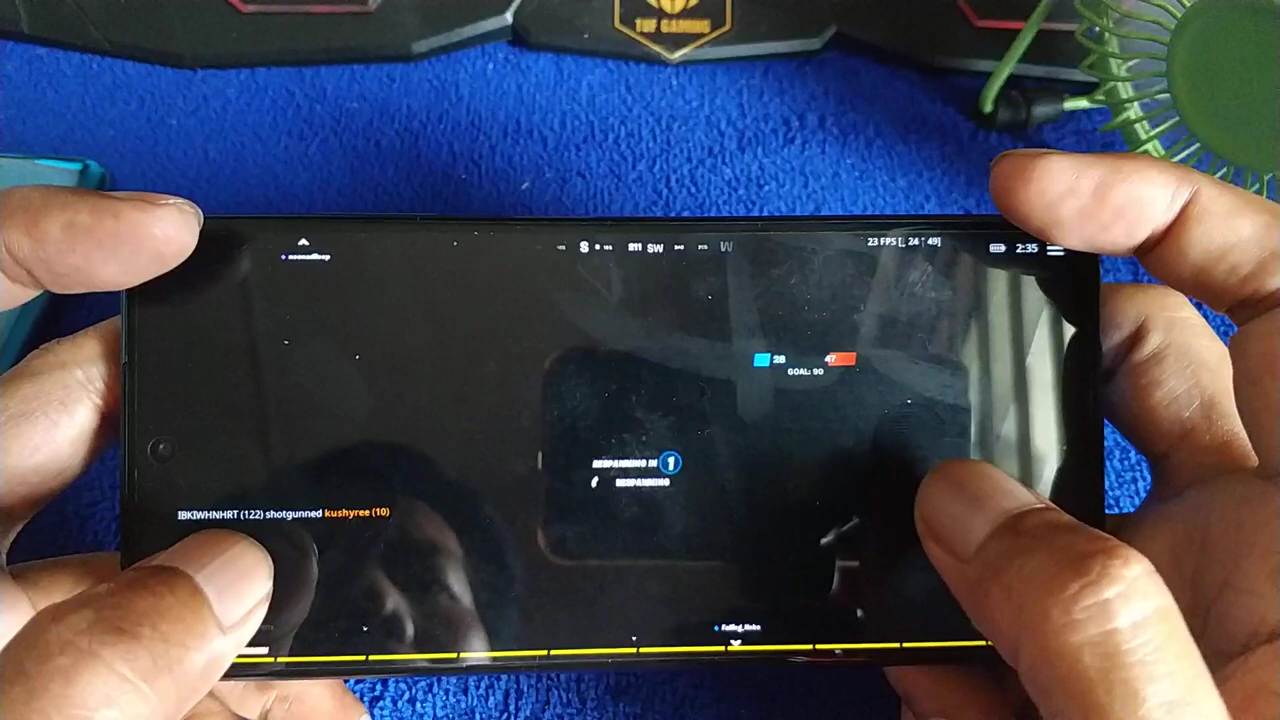 TUF GAMING
S 211 SW W
23 FPS [↓ 24 ↑ 49]
2:35
28 47
GOAL: 90
RESPAWNING IN 1
RESPAWNING
IBKIWHNHRT (122) shotgunned kushyree (10)